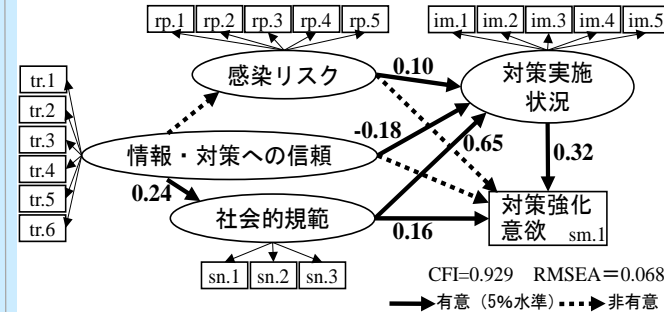 rp.1 rp.2 rp.3 rp.4 rp.5
im.1 im.2 im.3 im.4 im.5
感染リスク
0.10
対策実施
状況
tr.1
tr.2
tr.3
tr.4
tr.5
tr.6
-0.18
情報・対策への信頼
0.65
0.32
0.24
社会的規範
0.16
対策強化
意欲 sm.1
sn.1 sn.2 sn.3
CFI=0.929 RMSEA＝0.068
有意（5％水準） 非有意